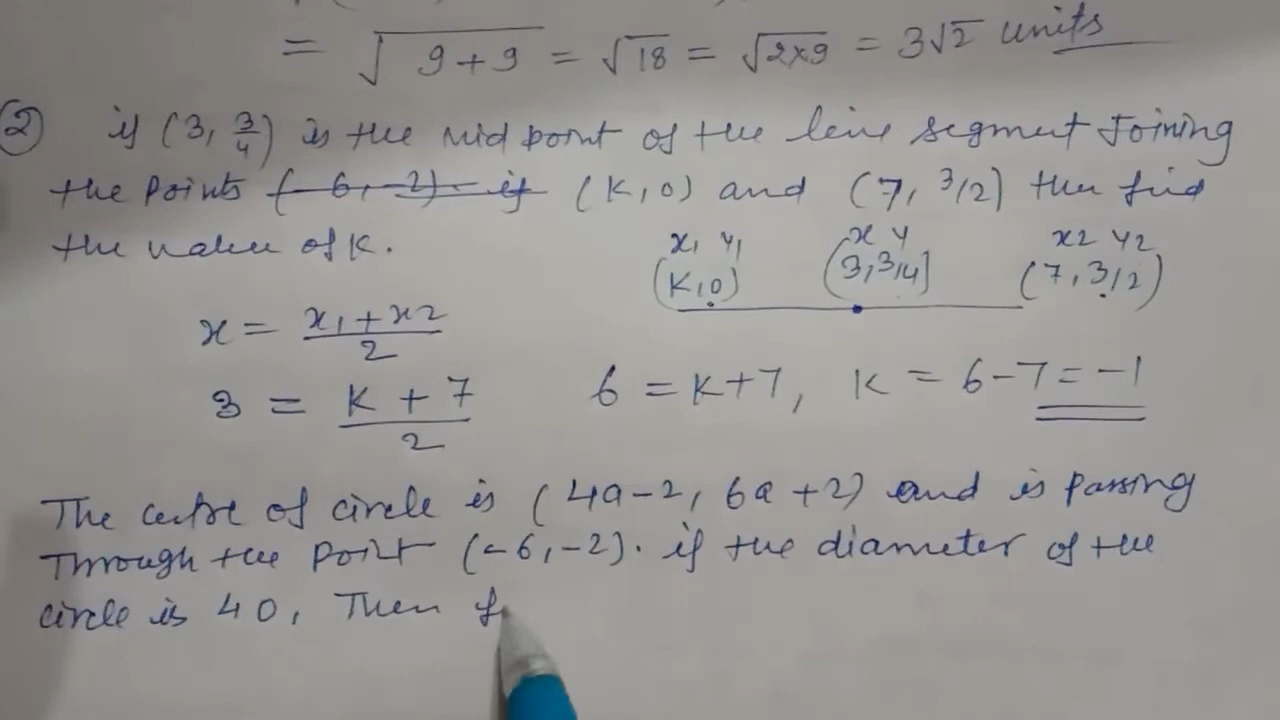 = √9+9 = √18 = √2×9 = 3√2 units
② if (3, 3/4) is the mid point of the line segment Joining
the points (-6, -2). if (K,0) and (7, 3/2) then find
the value of K.
x1 y1 x y x2 y2
(K,0) (3,3/4) (7,3/2)
x = x1+x2/2
3 = K+7/2 6 = K+7, K = 6-7 = -1
The centre of circle is (4a-2, 6a+2) and is passing
Through the point (-6,-2). if the diameter of the
circle is 40, Then f